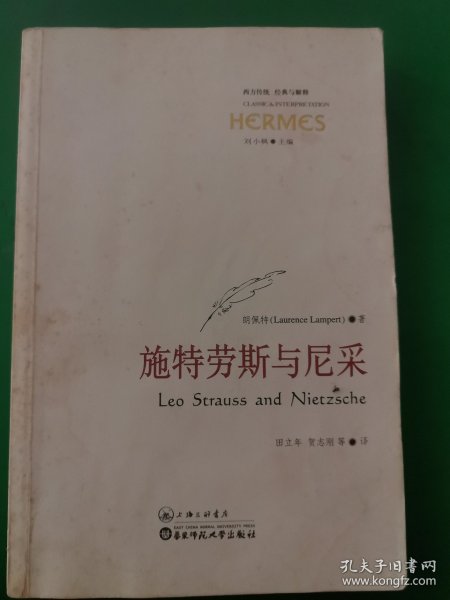 西方传统 经典与解释
CLASSICI & INTERPRETATION
HERMES
刘小枫●主编
朗佩特(Laurence Lampert)●著
施特劳斯与尼采
Leo Strauss and Nietzsche
田立年 贺志刚 等●译
上海三联书店
EAST CHINA NORMAL UNIVERSITY PRESS
华东师范大学出版社
孔夫子旧书网
www.kongfz.com